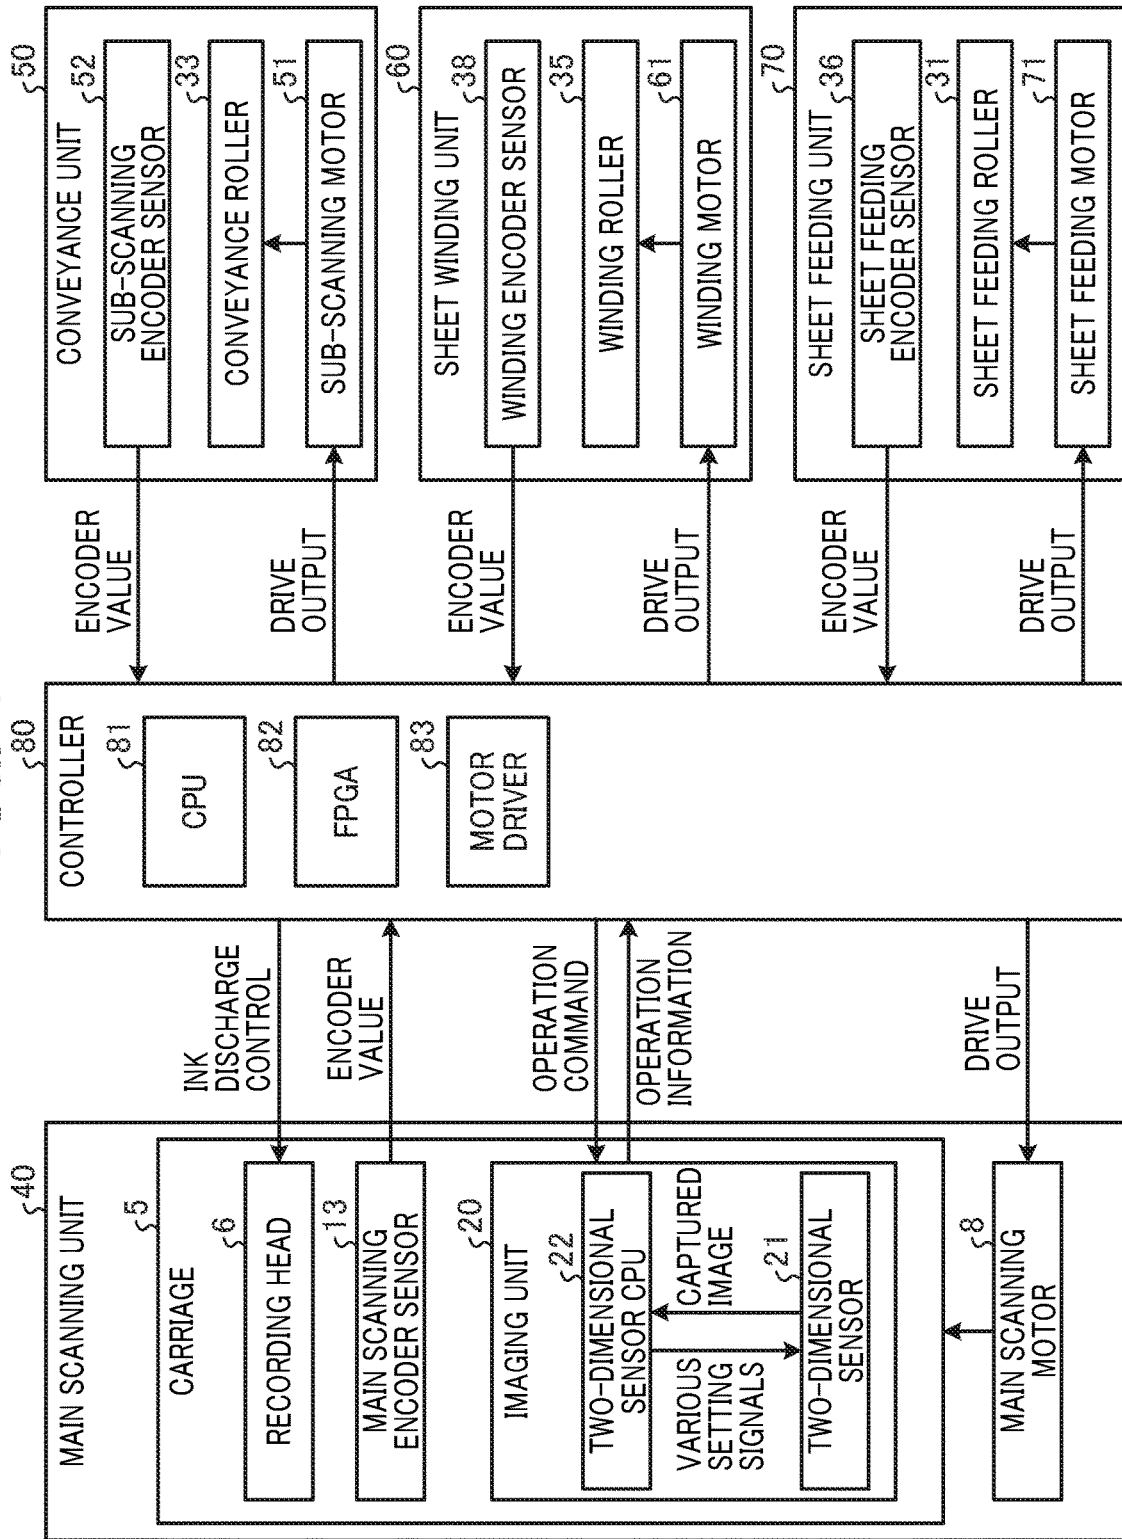 40
MAIN SCANNING UNIT
5
CARRIAGE
6
RECORDING HEAD
13
MAIN SCANNING
ENCODER SENSOR
20
IMAGING UNIT
22
TWO-DIMENSIONAL
SENSOR CPU
VARIOUS
SETTING
SIGNALS
CAPTURED
IMAGE
21
TWO-DIMENSIONAL
SENSOR
8
MAIN SCANNING
MOTOR
INK
DISCHARGE
CONTROL
ENCODER
VALUE
OPERATION
COMMAND
OPERATION
INFORMATION
DRIVE
OUTPUT
80
CONTROLLER
81
CPU
82
FPGA
83
MOTOR
DRIVER
ENCODER
VALUE
DRIVE
OUTPUT
ENCODER
VALUE
DRIVE
OUTPUT
ENCODER
VALUE
DRIVE
OUTPUT
50
CONVEYANCE UNIT
52
SUB-SCANNING
ENCODER SENSOR
33
CONVEYANCE ROLLER
51
SUB-SCANNING MOTOR
60
SHEET WINDING UNIT
38
WINDING ENCODER SENSOR
35
WINDING ROLLER
61
WINDING MOTOR
70
SHEET FEEDING UNIT
36
SHEET FEEDING
ENCODER SENSOR
31
SHEET FEEDING ROLLER
71
SHEET FEEDING MOTOR